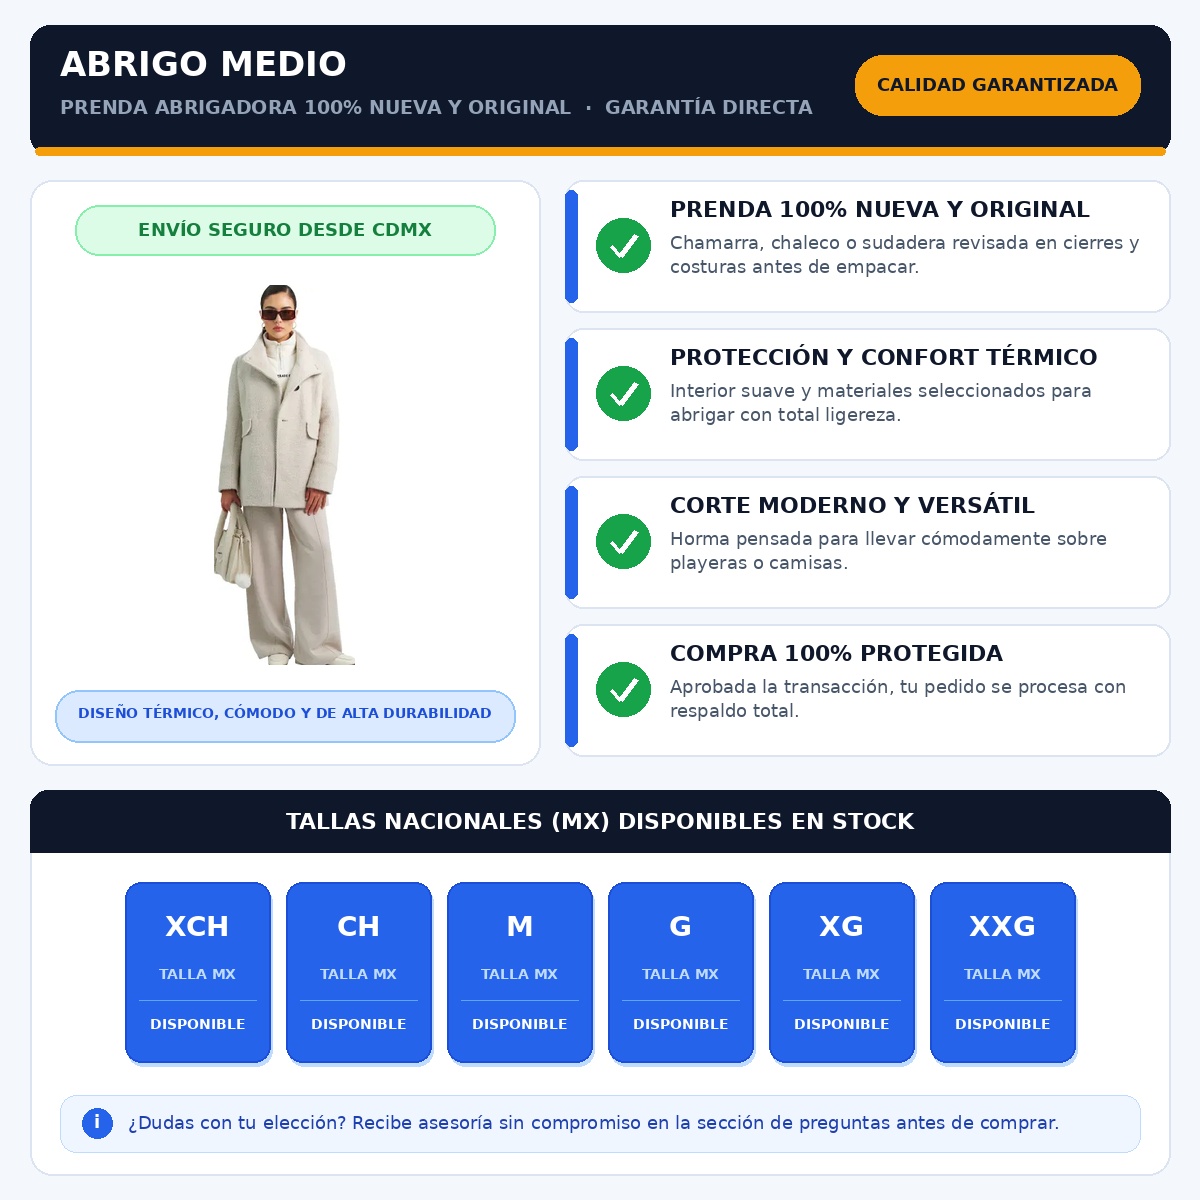 ABRIGO MEDIO
PRENDA ABRIGADORA 100% NUEVA Y ORIGINAL · GARANTÍA DIRECTA
CALIDAD GARANTIZADA
ENVÍO SEGURO DESDE CDMX
DISEÑO TÉRMICO, CÓMODO Y DE ALTA DURABILIDAD
PRENDA 100% NUEVA Y ORIGINAL
Chamarra, chaleco o sudadera revisada en cierres y
costuras antes de empacar.
PROTECCIÓN Y CONFORT TÉRMICO
Interior suave y materiales seleccionados para
abrigar con total ligereza.
CORTE MODERNO Y VERSÁTIL
Horma pensada para llevar cómodamente sobre
playeras o camisas.
COMPRA 100% PROTEGIDA
Aprobada la transacción, tu pedido se procesa con
respaldo total.
TALLAS NACIONALES (MX) DISPONIBLES EN STOCK
XCH
TALLA MX
DISPONIBLE
CH
TALLA MX
DISPONIBLE
M
TALLA MX
DISPONIBLE
G
TALLA MX
DISPONIBLE
XG
TALLA MX
DISPONIBLE
XXG
TALLA MX
DISPONIBLE
i
¿Dudas con tu elección? Recibe asesoría sin compromiso en la sección de preguntas antes de comprar.